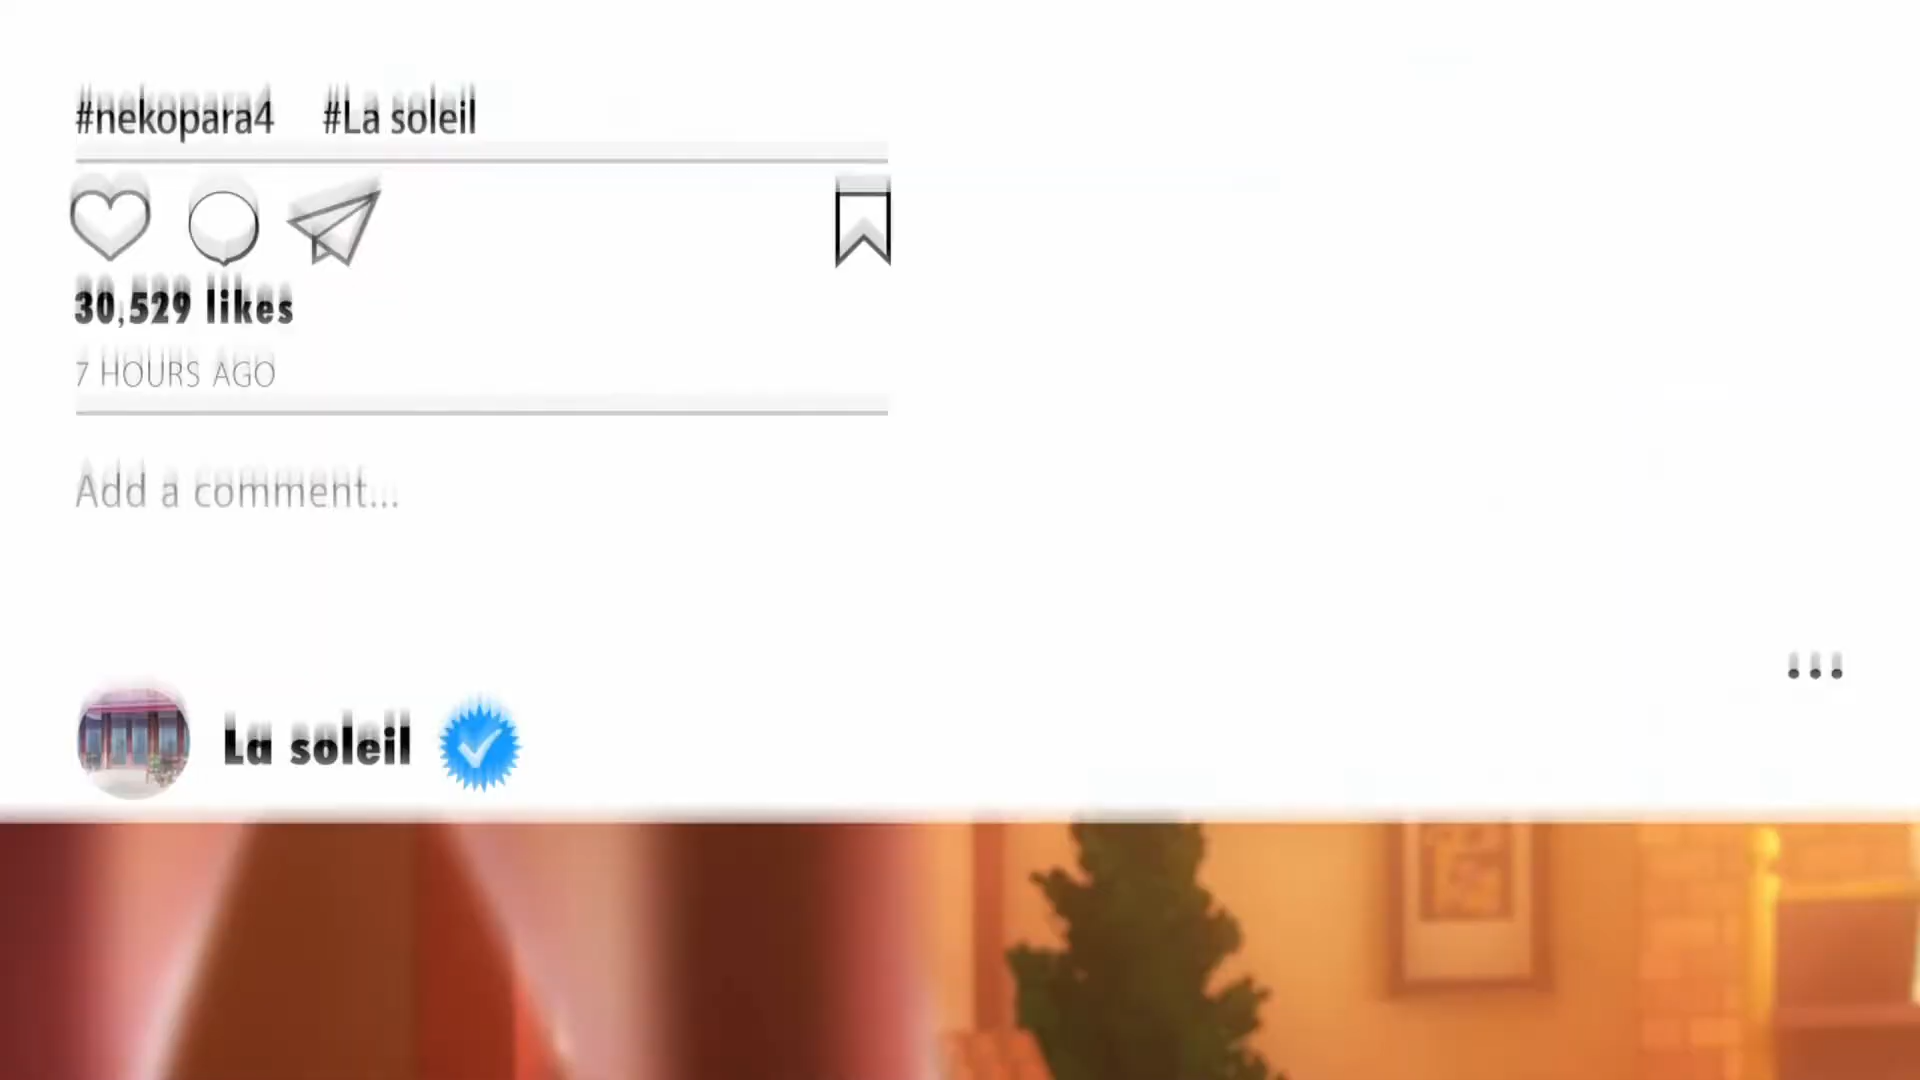 #nekopara4 #La soleil
30,529 likes
7 HOURS AGO
Add a comment...
La soleil